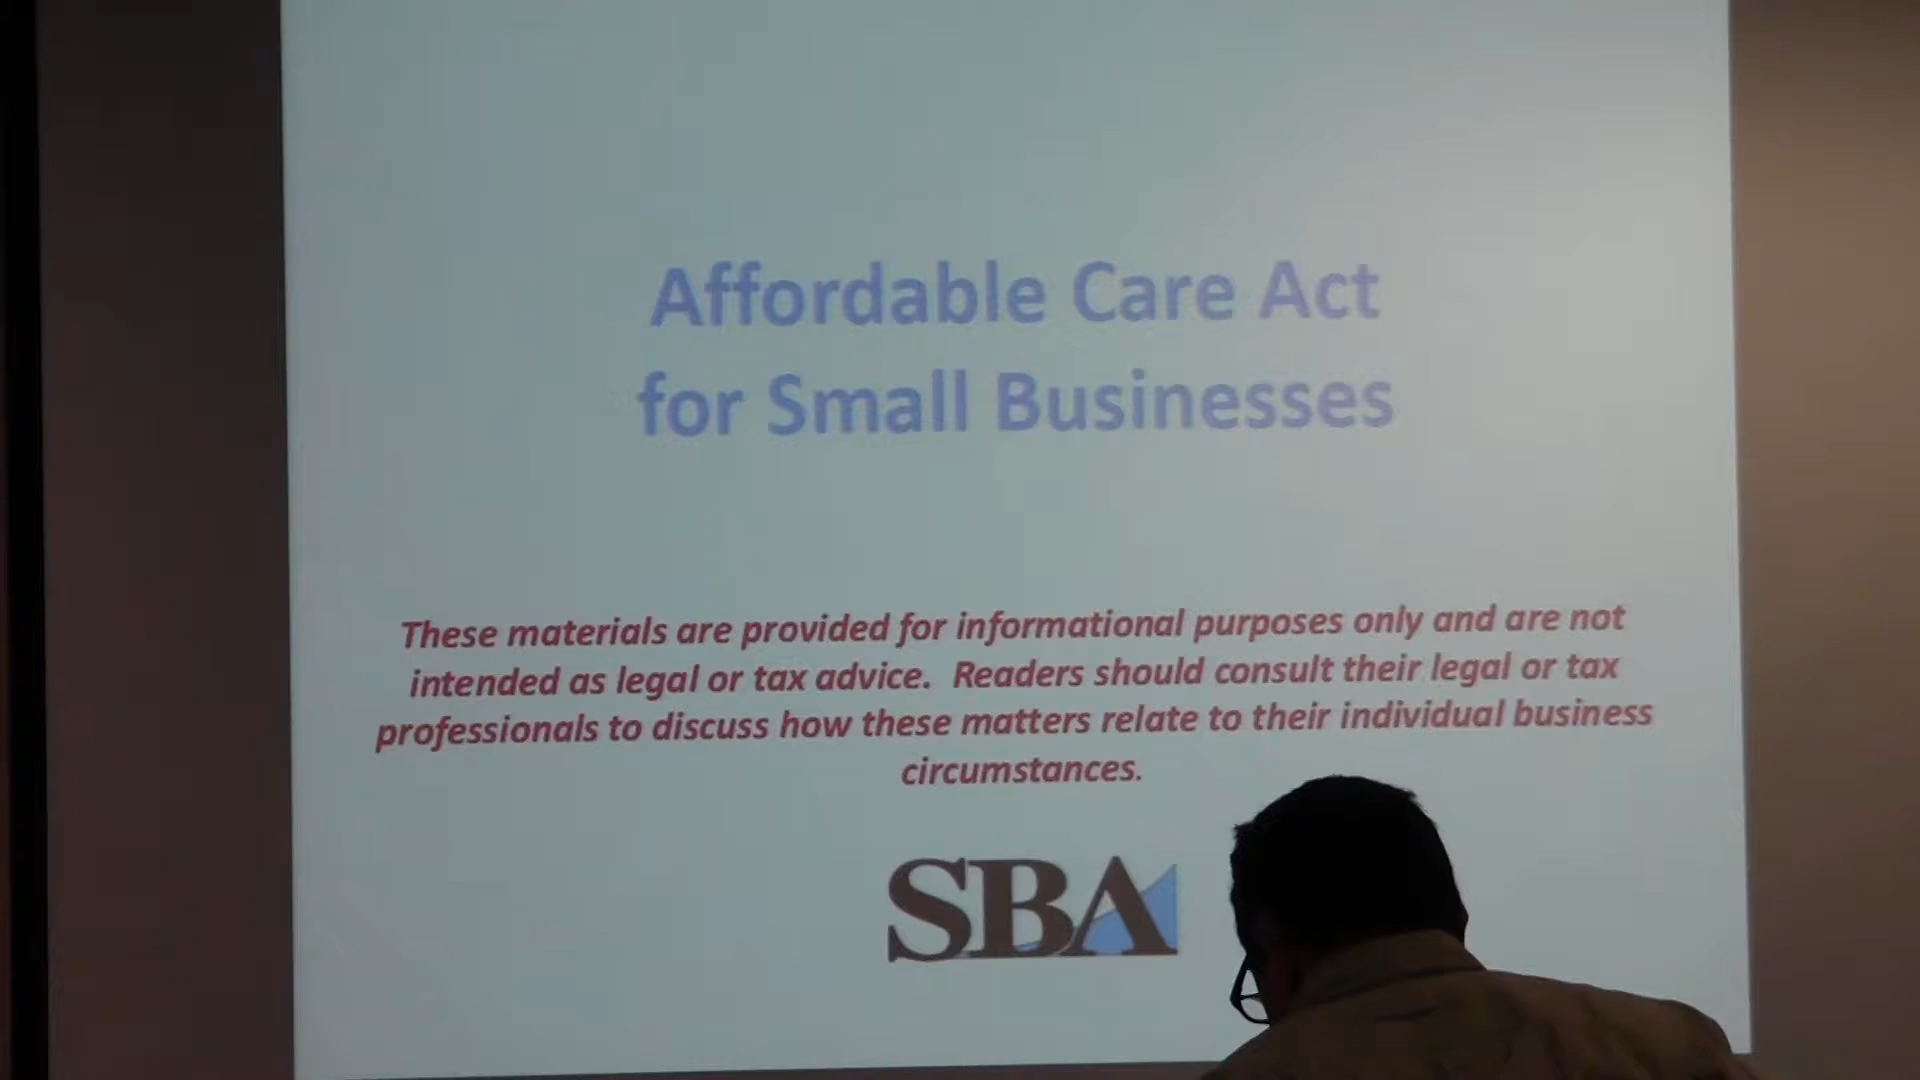 Affordable Care Act
for Small Businesses
These materials are provided for informational purposes only and are not
intended as legal or tax advice.  Readers should consult their legal or tax
professionals to discuss how these matters relate to their individual business
circumstances.
SBA